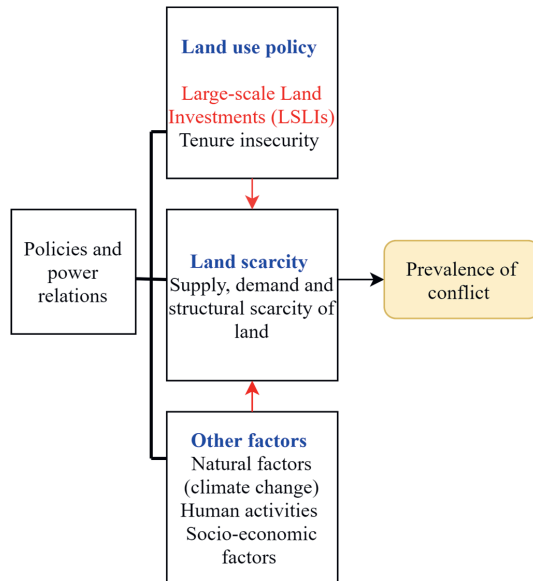 Land use policy
Large-scale Land
Investments (LSLIs)
Tenure insecurity
Policies and
power
relations
Land scarcity
Supply, demand and
structural scarcity of
land
Prevalence of
conflict
Other factors
Natural factors
(climate change)
Human activities
Socio-economic
factors